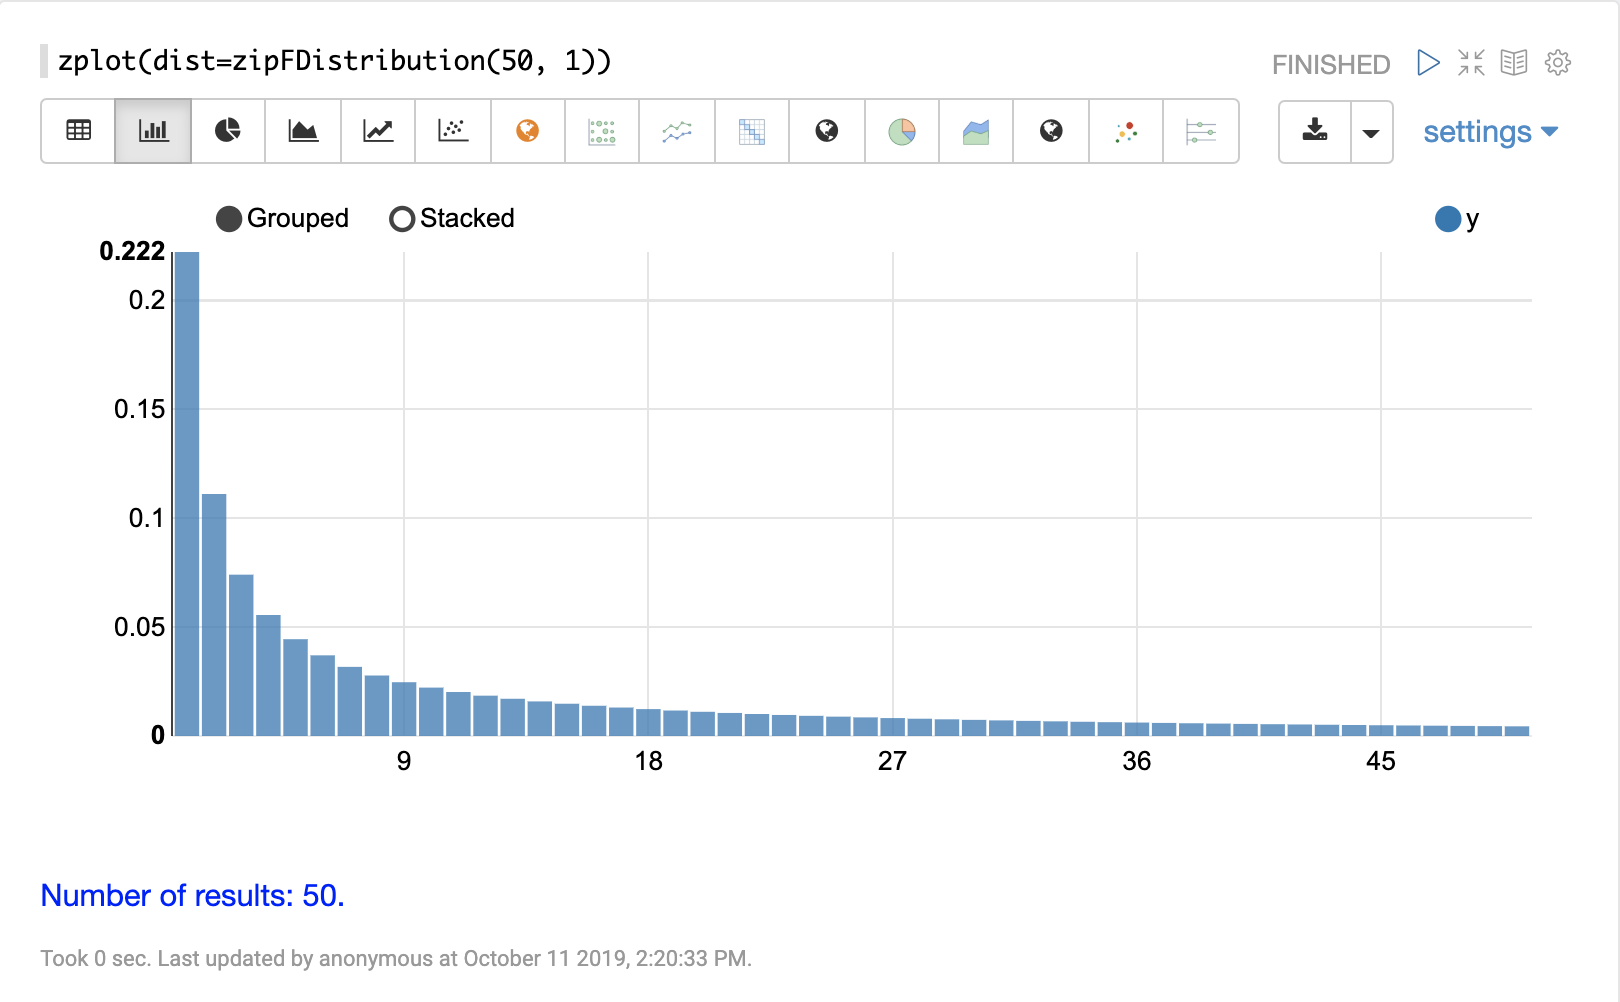 zplot(dist=zipFDistribution(50, 1))
FINISHED
settings
Grouped Stacked
y
0.222
0.2
0.15
0.1
0.05
0
9 18 27 36 45
Number of results: 50.
Took 0 sec. Last updated by anonymous at October 11 2019, 2:20:33 PM.